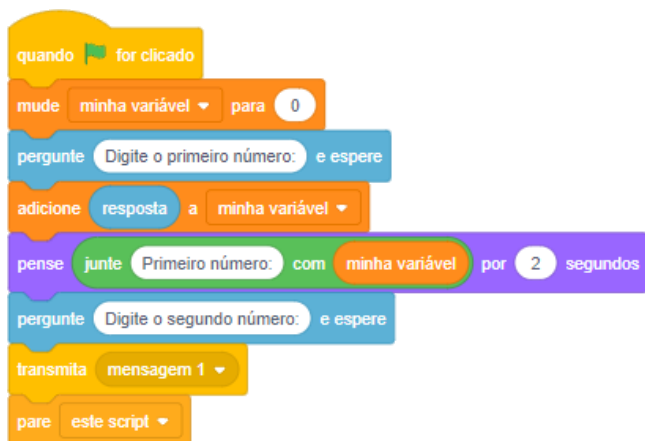 quando for clicado
mude minha variável para 0
pergunte Digite o primeiro número: e espere
adicione resposta a minha variável
pense junte Primeiro número: com minha variável por 2 segundos
pergunte Digite o segundo número: e espere
transmita mensagem 1
pare este script